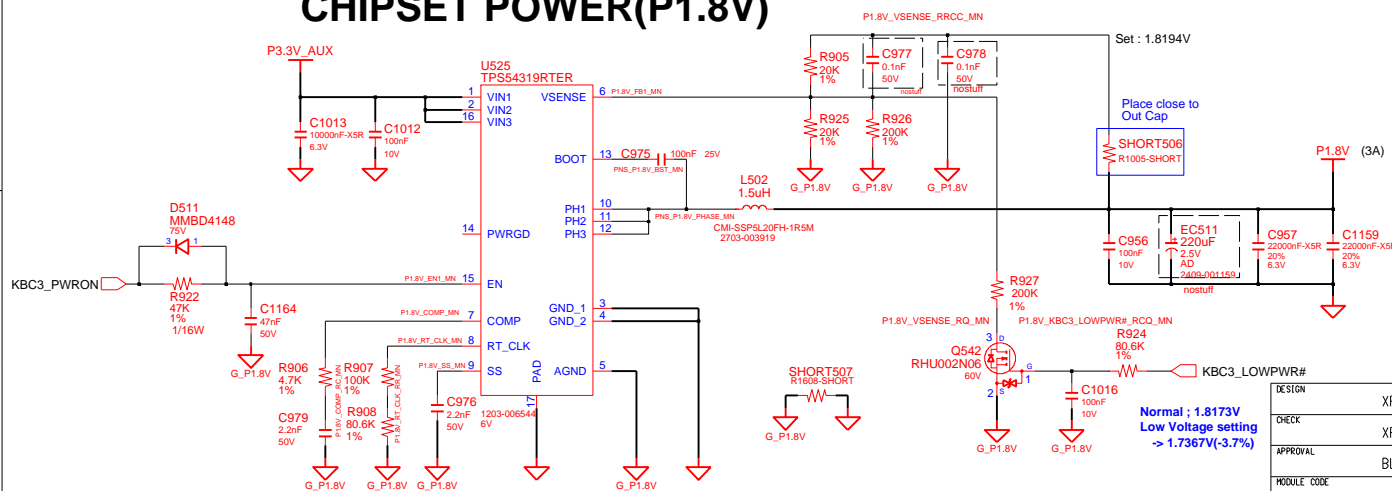 CHIPSET POWER(P1.8V)
P1.8V_VSENSE_RRCC_MN
Set : 1.8194V
P3.3V_AUX
U525
TPS54319RTER
1 VIN1
2 VIN2
16 VIN3
VSENSE 6
P1.8V_FB1_MN
R905
20K
1%
C977
0.1nF
50V
nostuff
C978
0.1nF
50V
nostuff
C1013
10000nF-X5R
6.3V
C1012
100nF
10V
R925
20K
1%
R926
200K
1%
G_P1.8V
G_P1.8V
G_P1.8V
Place close to
Out Cap
SHORT506
R1005-SHORT
P1.8V (3A)
BOOT 13
C975 100nF 25V
PNS_P1.8V_BST_MN
L502
1.5uH
CMI-SSP5L20FH-1R5M
2703-003919
PH1 10
PH2 11
PH3 12
PNS_P1.8V_PHASE_MN
14 PWRGD
D511
MMBD4148
75V
3 1
KBC3_PWRON
R922
47K
1%
1/16W
P1.8V_EN1_MN
15 EN
C1164
47nF
50V
G_P1.8V
C956
100nF
10V
EC511
220uF
2.5V
AD
2409-001159
nostuff
C957
22000nF-X5R
20%
6.3V
C1159
22000nF-X5R
20%
6.3V
P1.8V_COMP_MN
7 COMP
P1.8V_RT_CLK_MN
8 RT_CLK
P1.8V_SS_MN
9 SS
GND_1 3
GND_2 4
AGND 5
PAD
17
1203-006544
6V
R906
4.7K
1%
P1.8V_COMP_RC_MN
C979
2.2nF
50V
R907
100K
1%
P1.8V_RT_CLK_RR_MN
R908
80.6K
1%
C976
2.2nF
50V
G_P1.8V
G_P1.8V
G_P1.8V
G_P1.8V
SHORT507
R1608-SHORT
G_P1.8V
R927
200K
1%
P1.8V_VSENSE_RQ_MN
P1.8V_KBC3_LOWPWR#_RCQ_MN
Q542
RHU002N06
60V
3 D
G
1
2 S
R924
80.6K
1%
KBC3_LOWPWR#
C1016
100nF
10V
G_P1.8V
G_P1.8V
Normal ; 1.8173V
Low Voltage setting
-> 1.7367V(-3.7%)
DESIGN
CHECK
APPROVAL
MODULE CODE